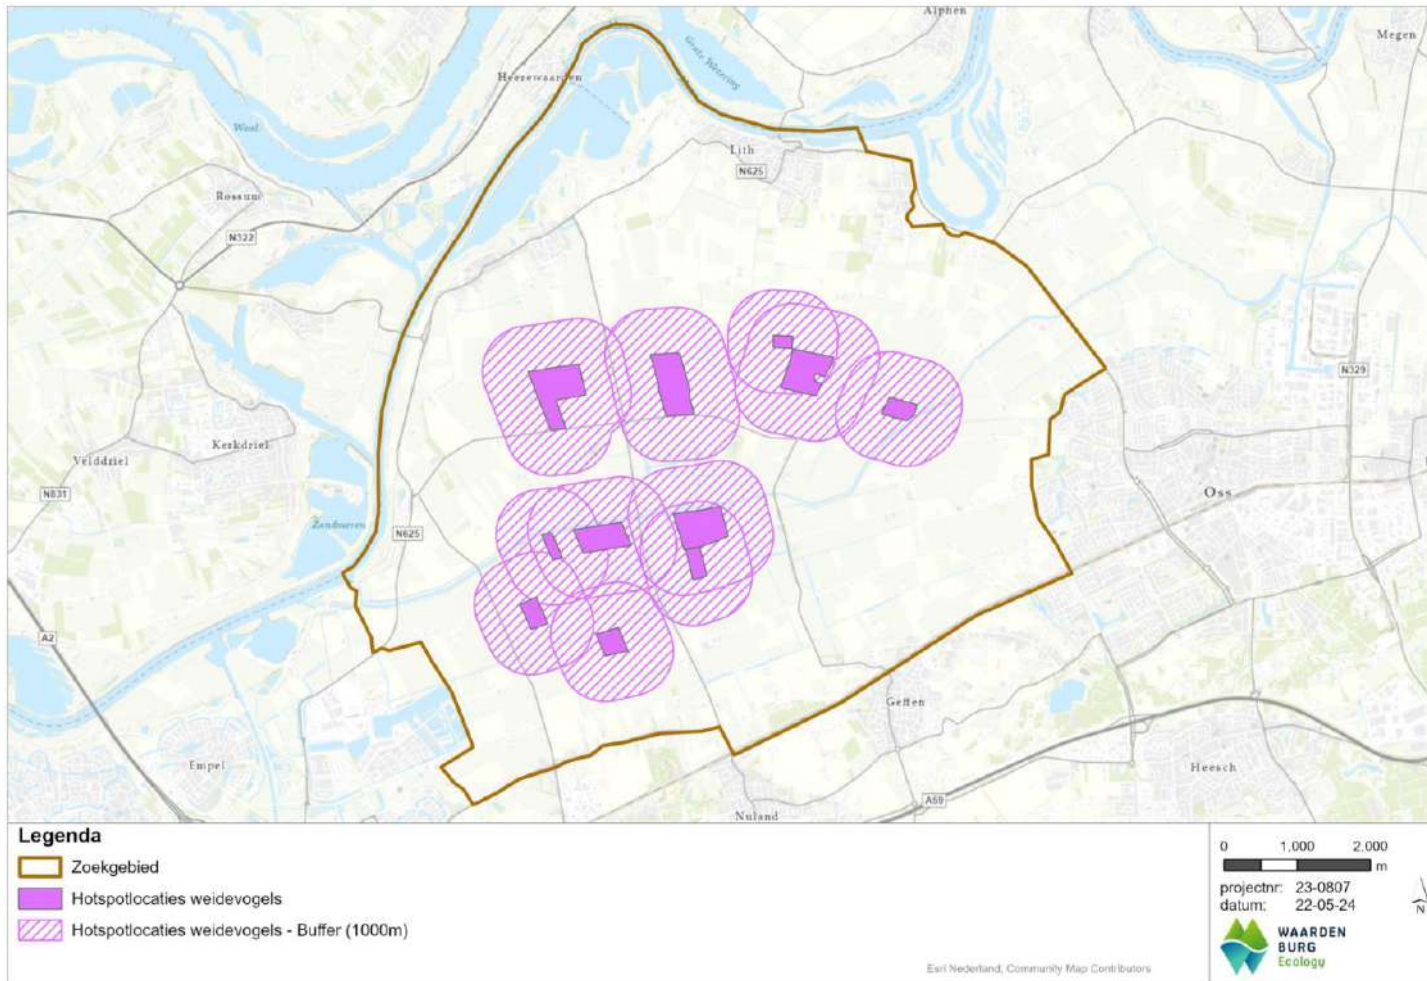 Alphen
Megen
Grote Wetering
Heerewaarden
Waal
Lith
N625
Rossum
N322
N329
Kerkdriel
Velddriel
N831
Oss
Zandmeren
N625
A2
Geffen
Empel
Heesch
A59
Nuland
Legenda
Zoekgebied
Hotspotlocaties weidevogels
Hotspotlocaties weidevogels - Buffer (1000m)
Esri Nederland, Community Map Contributors
0 1,000 2,000
m
projectnr: 23-0807
datum: 22-05-24
N
WAARDEN
BURG
Ecology